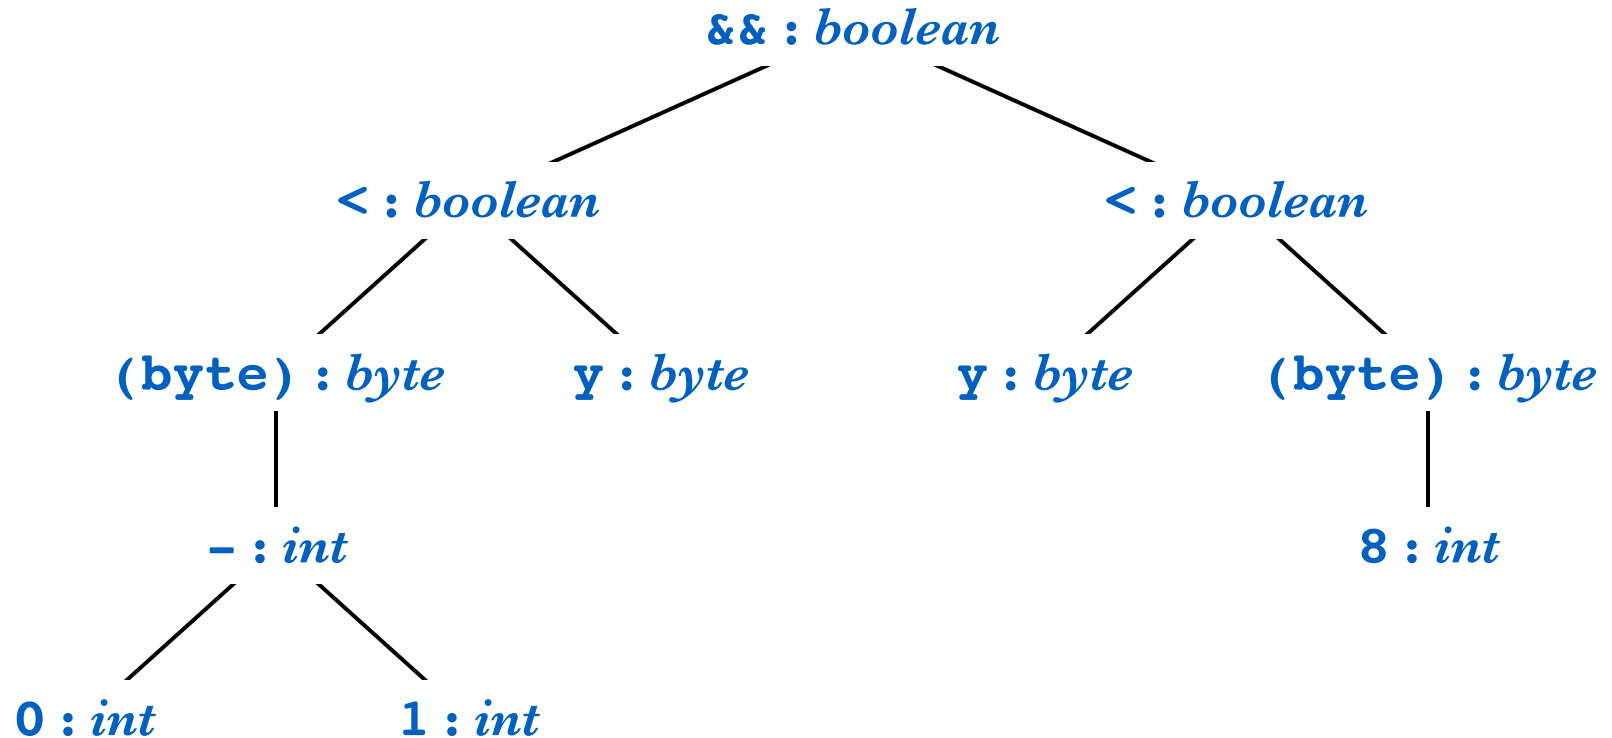 && : boolean
< : boolean < : boolean
(byte) : byte y : byte y : byte (byte) : byte
- : int 8 : int
0 : int 1 : int